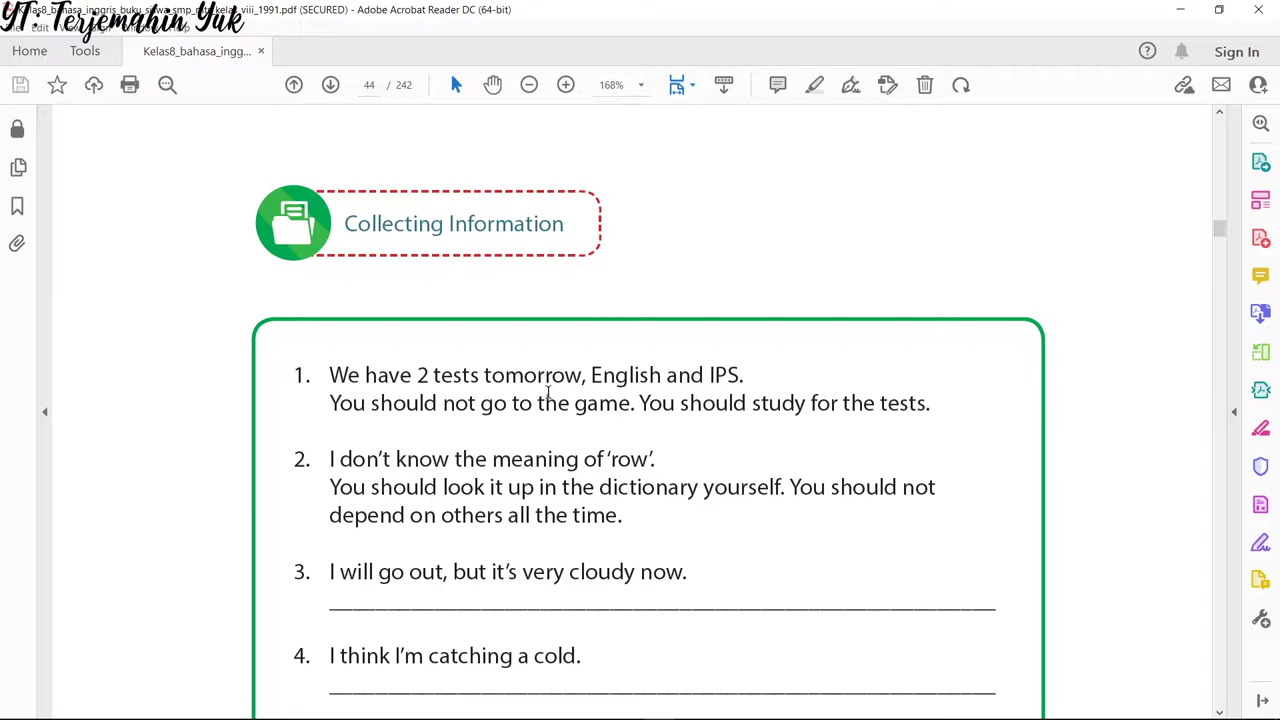 YT: Terjemahin Yuk
.pdf (SECURED) - Adobe Acrobat Reader DC (64-bit)
Home Tools Kelas8_bahasa_ingg... × Sign In
44 / 242 168%
Collecting Information
1. We have 2 tests tomorrow, English and IPS.
You should not go to the game. You should study for the tests.
2. I don’t know the meaning of ‘row’.
You should look it up in the dictionary yourself. You should not
depend on others all the time.
3. I will go out, but it’s very cloudy now.
4. I think I’m catching a cold.